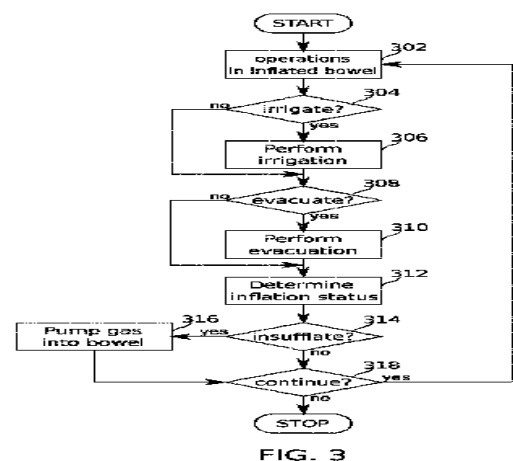 START
operations
in inflated bowel
302
irrigate?
304
no
yes
Perform
irrigation
306
evacuate?
308
no
yes
Perform
evacuation
310
Determine
inflation status
312
insufflate?
314
yes
no
Pump gas
into bowel
316
continue?
318
yes
no
STOP
FIG. 3